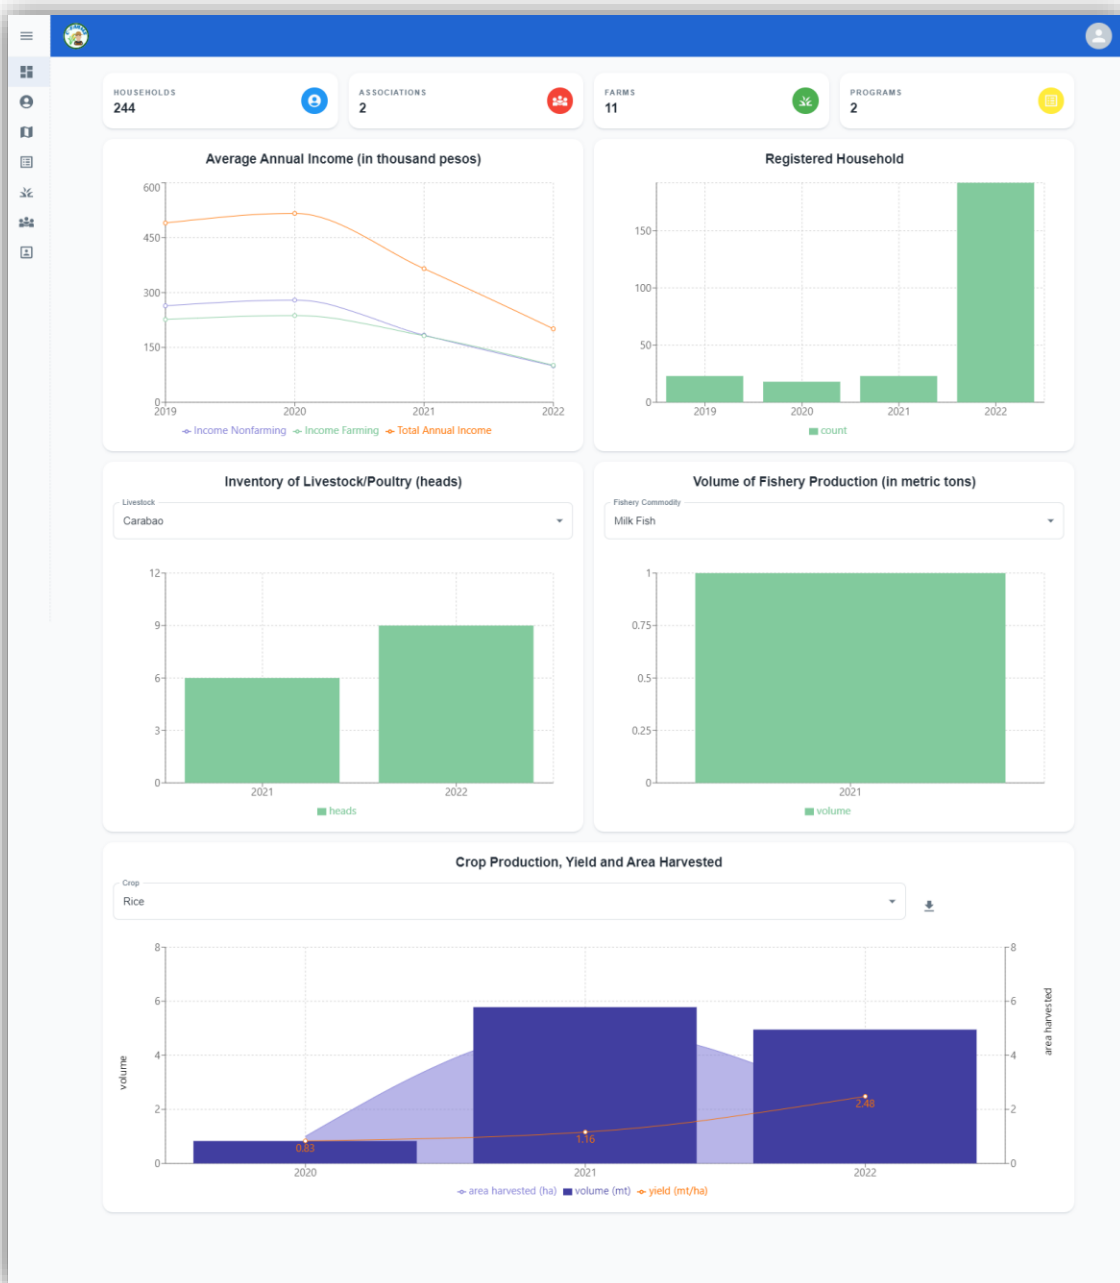 HOUSEHOLDS
244
ASSOCIATIONS
2
FARMS
11
PROGRAMS
2
Average Annual Income (in thousand pesos)
600
450
300
150
0
2019 2020 2021 2022
Income Nonfarming Income Farming Total Annual Income
Registered Household
150
100
50
0
2019 2020 2021 2022
count
Inventory of Livestock/Poultry (heads)
Livestock
Carabao
12
9
6
3
0
2021 2022
heads
Volume of Fishery Production (in metric tons)
Fishery Commodity
Milk Fish
1
0.75
0.5
0.25
0
2021
volume
Crop Production, Yield and Area Harvested
Crop
Rice
volume
8
6
4
2
0
0.83
1.16
2.48
8
6
4
2
0
area harvested
2020 2021 2022
area harvested (ha) volume (mt) yield (mt/ha)